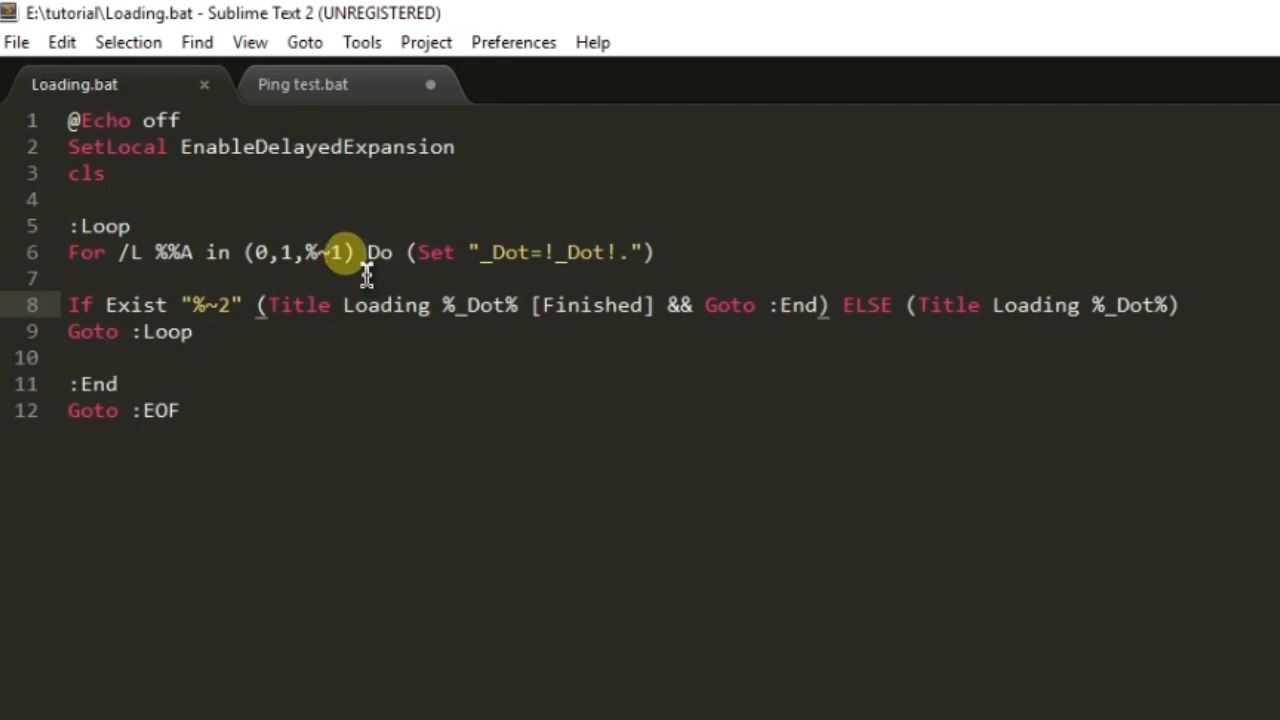 E:\tutorial\Loading.bat - Sublime Text 2 (UNREGISTERED)
File Edit Selection Find View Goto Tools Project Preferences Help
Loading.bat × Ping test.bat
1 @Echo off
2 SetLocal EnableDelayedExpansion
3 cls
4
5 :Loop
6 For /L %%A in (0,1,%~1) Do (Set "_Dot=!_Dot!.")
7
8 If Exist "%~2" (Title Loading %_Dot% [Finished] && Goto :End) ELSE (Title Loading %_Dot%)
9 Goto :Loop
10
11 :End
12 Goto :EOF